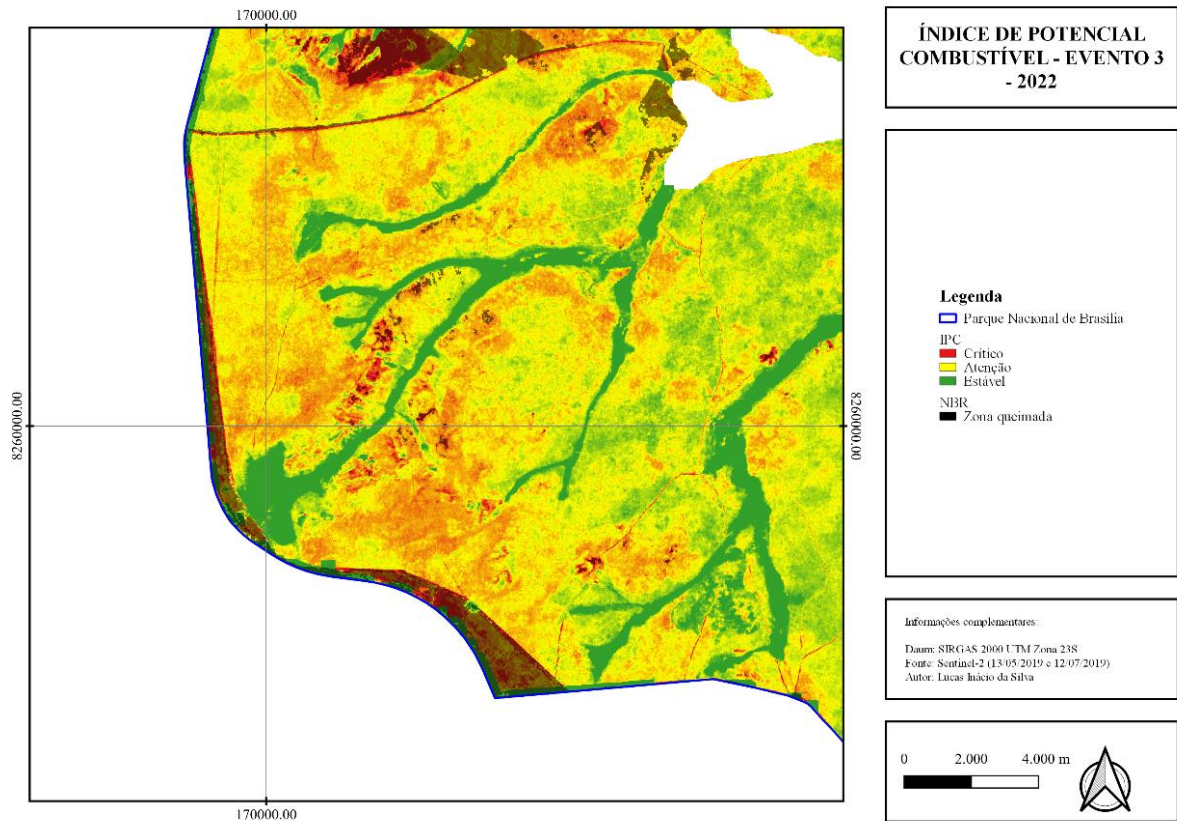 170000.00
ÍNDICE DE POTENCIAL
COMBUSTÍVEL - EVENTO 3
- 2022
8260000.00
8260000.00
Legenda
Parque Nacional de Brasília
IPC
Crítico
Atenção
Estável
NBR
Zona queimada
Informações complementares:
Daum: SIRGAS 2000 UTM Zona 23S
Fonte: Sentinel-2 (13/05/2019 e 12/07/2019)
Autor: Lucas Inácio da Silva
0 2.000 4.000 m
170000.00